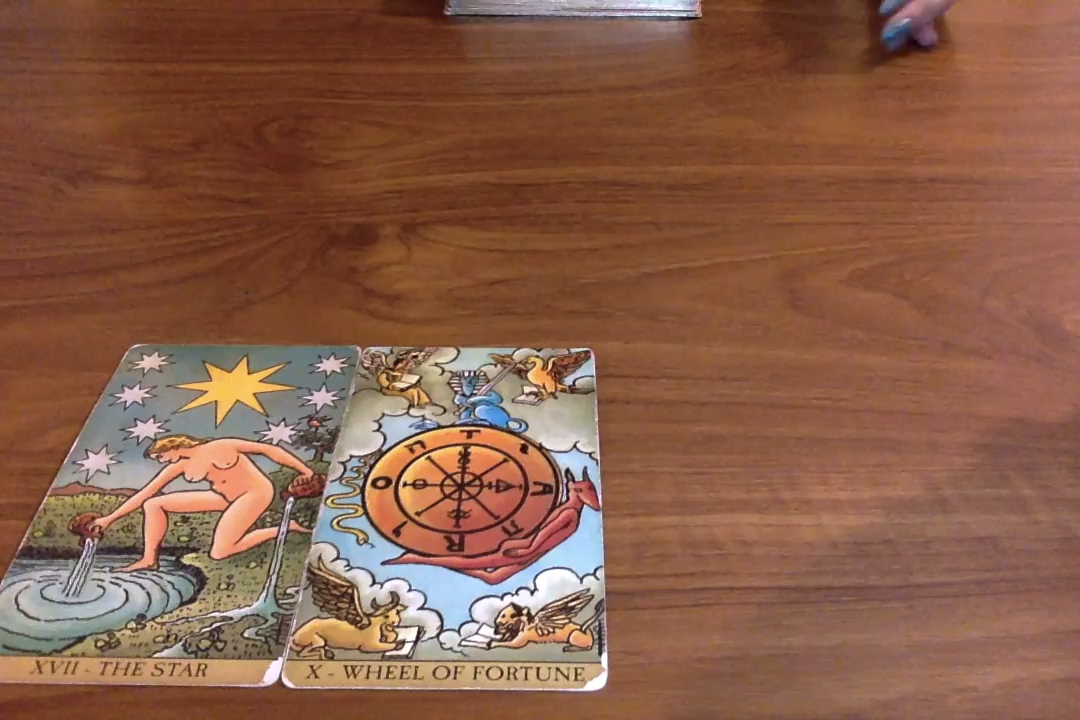 XVII - THE STAR
T
A
R
O
X - WHEEL OF FORTUNE